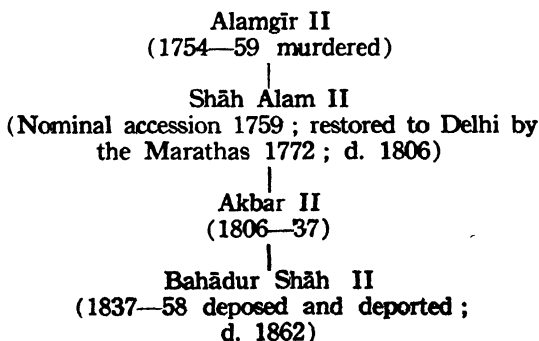 Alamgīr II
(1754—59 murdered)
Shāh Alam II
(Nominal accession 1759 ; restored to Delhi by
the Marathas 1772 ; d. 1806)
Akbar II
(1806—37)
Bahādur Shāh II
(1837—58 deposed and deported ;
d. 1862)